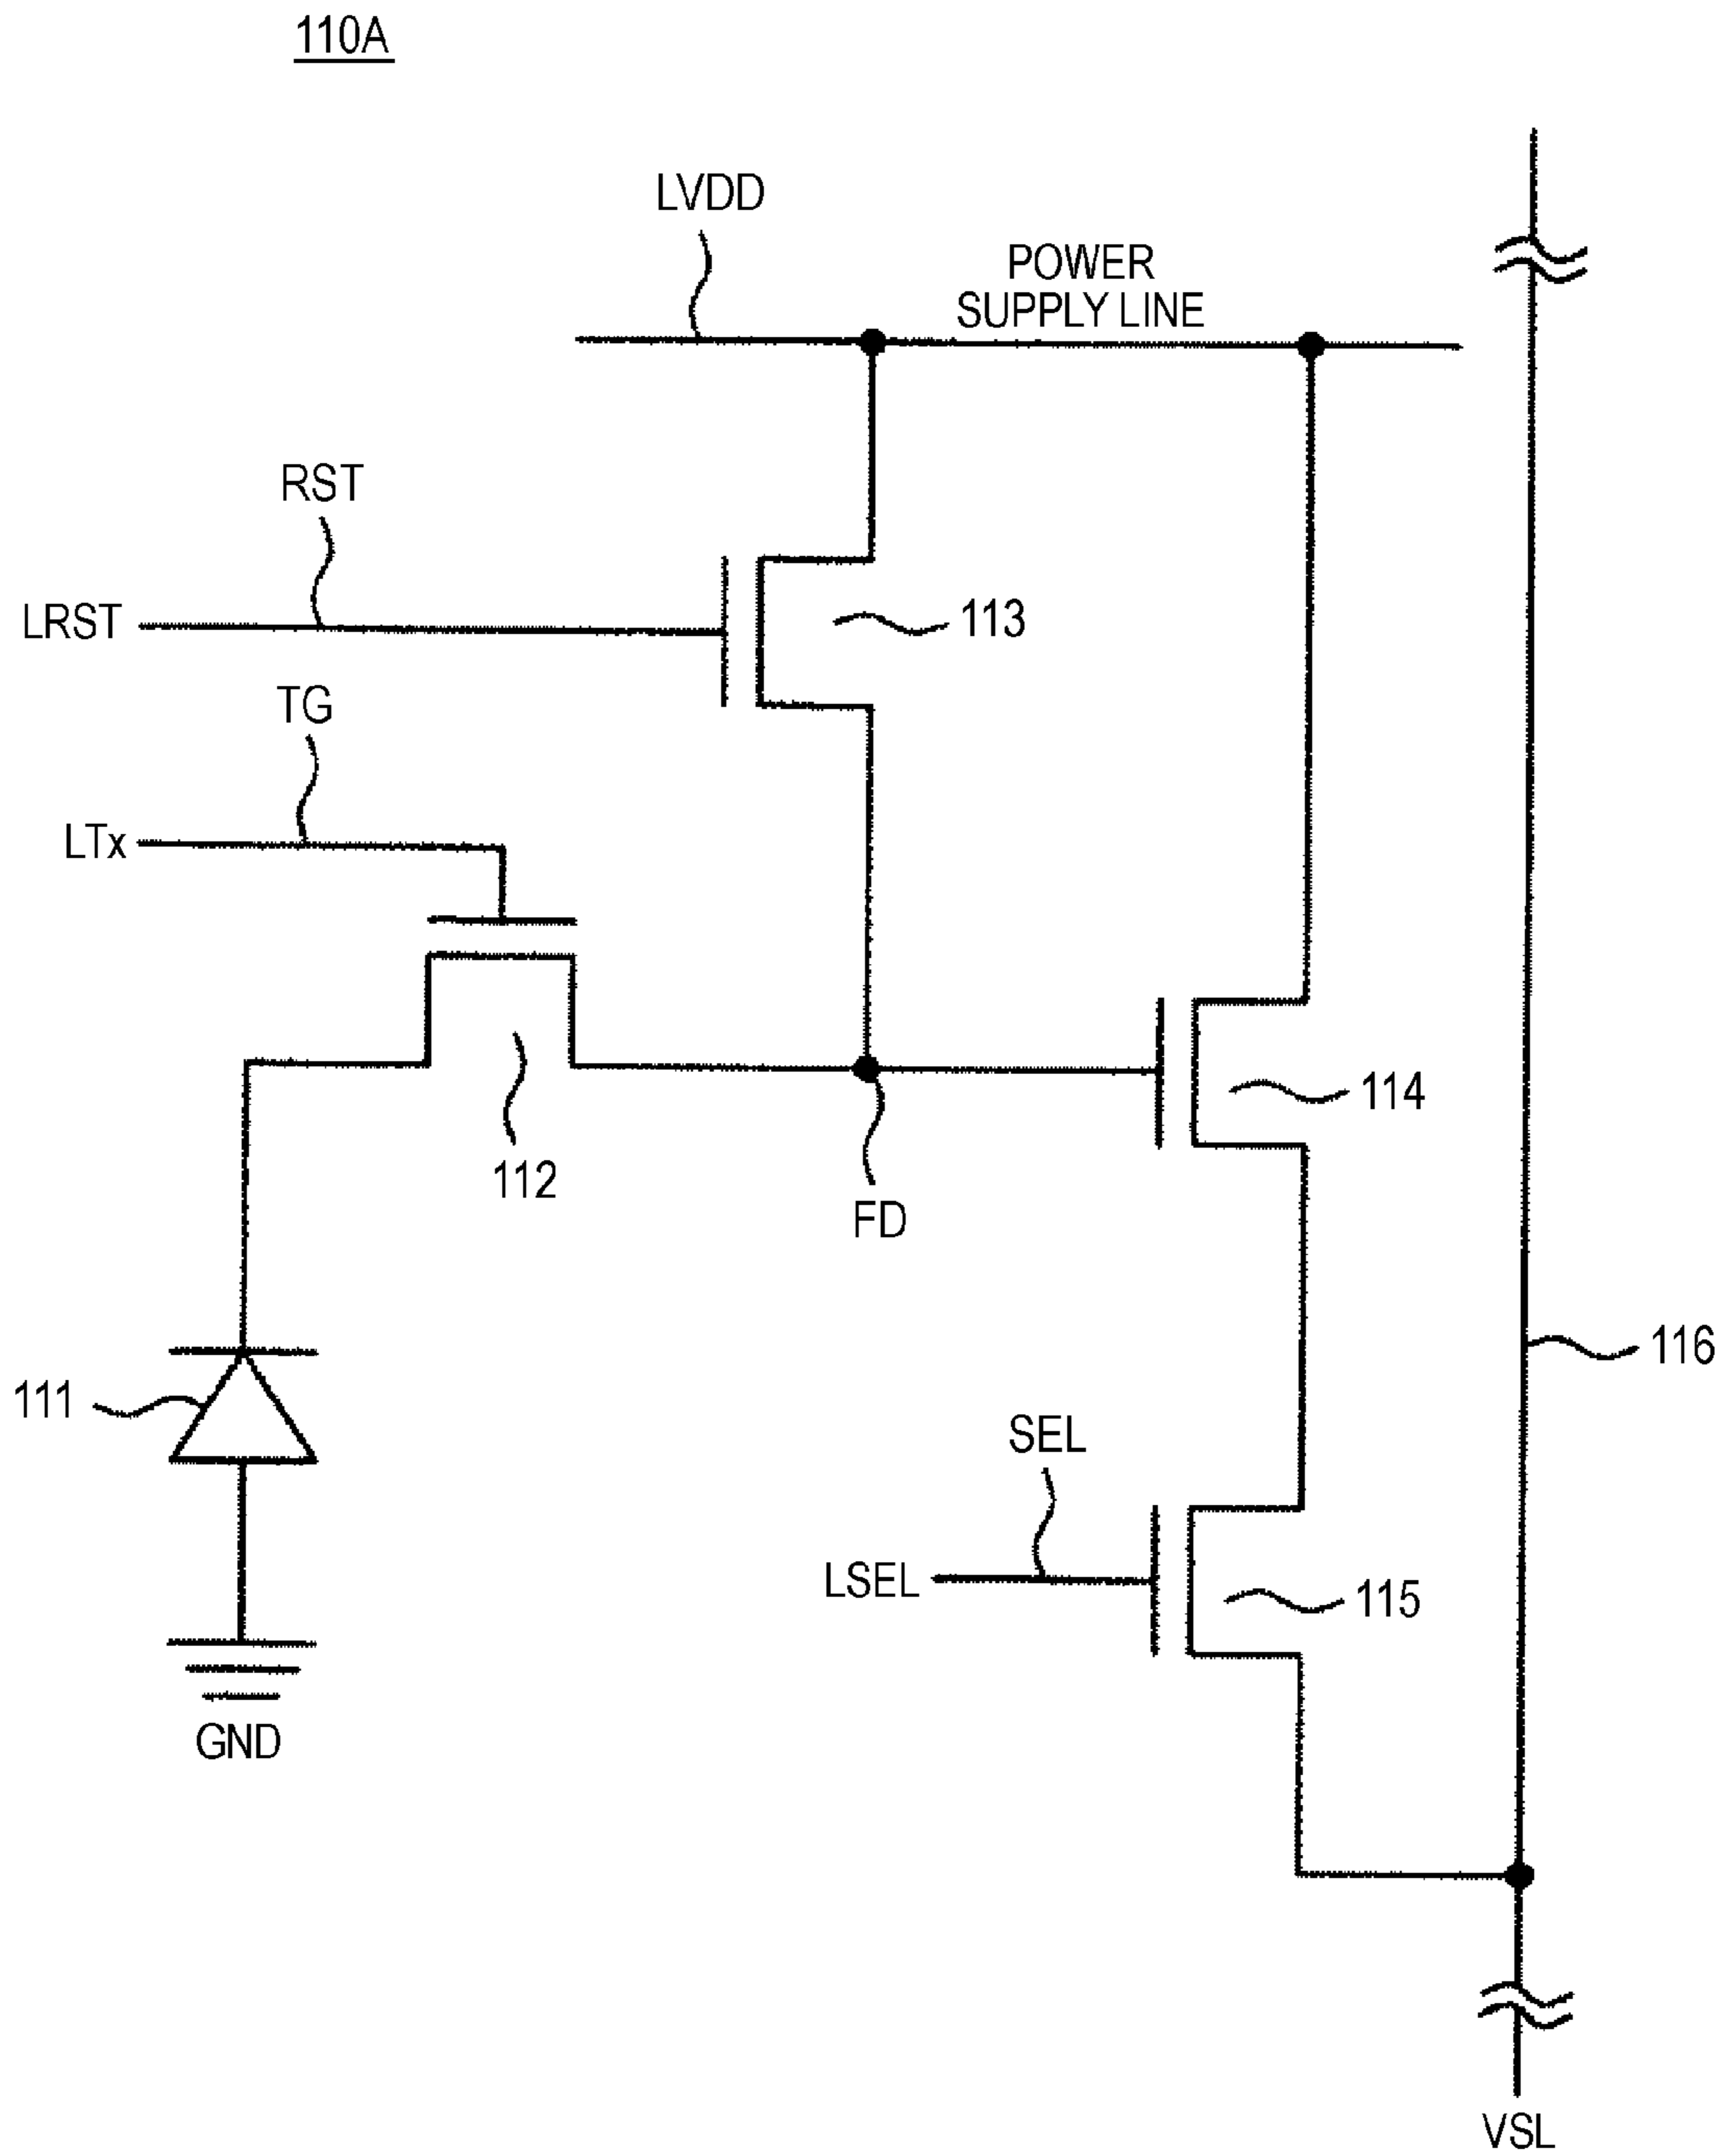 110A
LVDD
POWER
SUPPLY LINE
RST
LRST
113
TG
LTx
114
112
FD
116
111
SEL
LSEL
115
GND
VSL